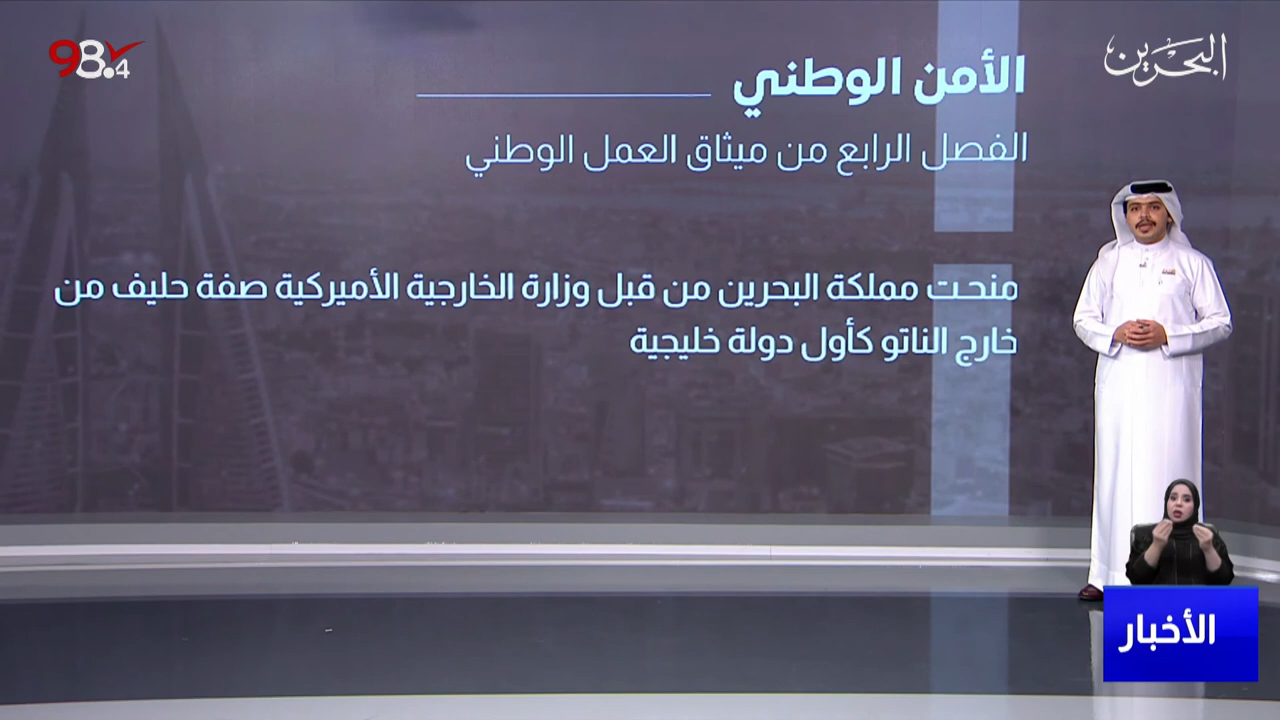 98.4
البحرين
الأمن الوطني
الفصل الرابع من ميثاق العمل الوطني
منحت مملكة البحرين من قبل وزارة الخارجية الأميركية صفة حليف من
خارج الناتو كأول دولة خليجية
الأخبار